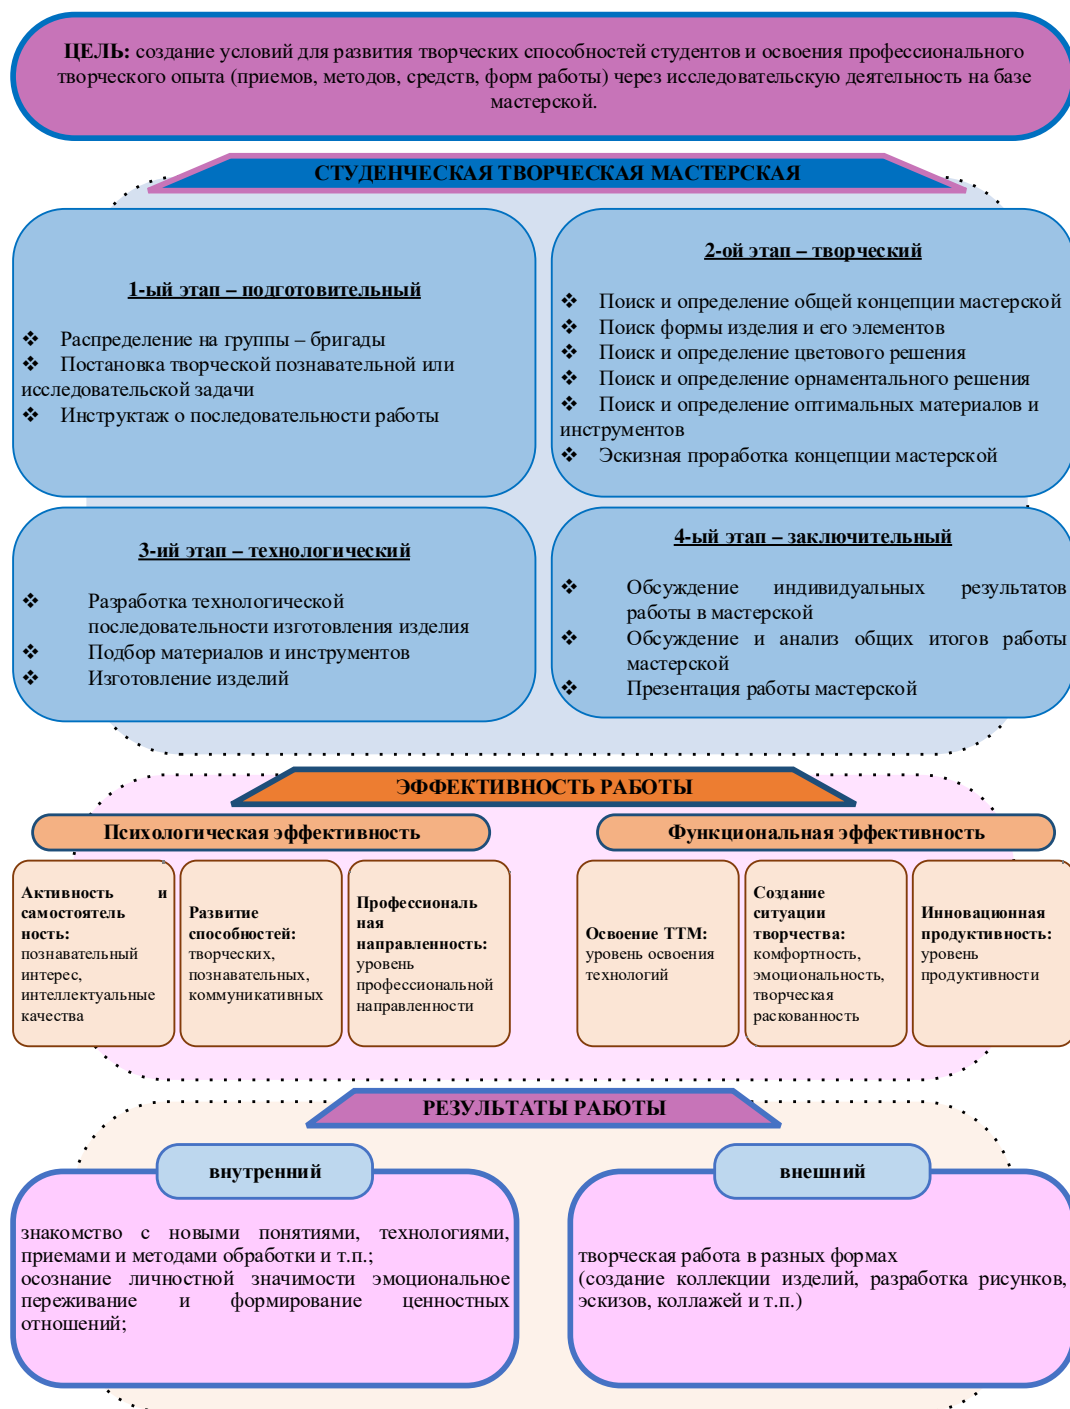 ЦЕЛЬ: создание условий для развития творческих способностей студентов и освоения профессионального
творческого опыта (приемов, методов, средств, форм работы) через исследовательскую деятельность на базе
мастерской.
СТУДЕНЧЕСКАЯ ТВОРЧЕСКАЯ МАСТЕРСКАЯ
1-ый этап – подготовительный
❖ Распределение на группы – бригады
❖ Постановка творческой познавательной или
исследовательской задачи
❖ Инструктаж о последовательности работы
2-ой этап – творческий
❖ Поиск и определение общей концепции мастерской
❖ Поиск формы изделия и его элементов
❖ Поиск и определение цветового решения
❖ Поиск и определение орнаментального решения
❖ Поиск и определение оптимальных материалов и
инструментов
❖ Эскизная проработка концепции мастерской
3-ий этап – технологический
❖ Разработка технологической
последовательности изготовления изделия
❖ Подбор материалов и инструментов
❖ Изготовление изделий
4-ый этап – заключительный
❖ Обсуждение индивидуальных результатов
работы в мастерской
❖ Обсуждение и анализ общих итогов работы
мастерской
❖ Презентация работы мастерской
ЭФФЕКТИВНОСТЬ РАБОТЫ
Психологическая эффективность
Активность и
самостоятель
ность:
познавательный
интерес,
интеллектуальные
качества
Развитие
способностей:
творческих,
познавательных,
коммуникативных
Профессиональ
ная
направленность:
уровень
профессиональной
направленности
Функциональная эффективность
Освоение ТТМ:
уровень освоения
технологий
Создание
ситуации
творчества:
комфортность,
эмоциональность,
творческая
раскованность
Инновационная
продуктивность:
уровень
продуктивности
РЕЗУЛЬТАТЫ РАБОТЫ
внутренний
знакомство с новыми понятиями, технологиями,
приемами и методами обработки и т.п.;
осознание личностной значимости эмоциональное
переживание и формирование ценностных
отношений;
внешний
творческая работа в разных формах
(создание коллекции изделий, разработка рисунков,
эскизов, коллажей и т.п.)